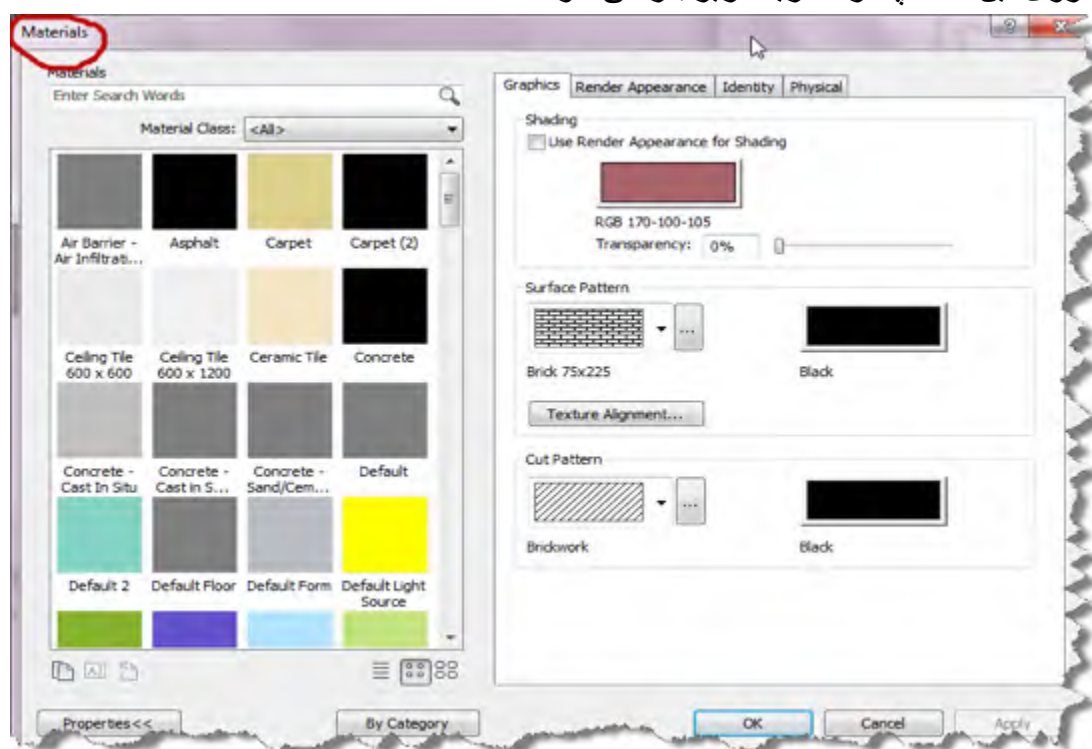 Materials
Materials
Enter Search Words
Material Class: <All>
Air Barrier - Air Infiltrati...
Asphalt
Carpet
Carpet (2)
Ceiling Tile 600 x 600
Ceiling Tile 600 x 1200
Ceramic Tile
Concrete
Concrete - Cast In Situ
Concrete - Cast in S...
Concrete - Sand/Cem...
Default
Default 2
Default Floor
Default Form
Default Light Source
Properties<<
By Category
Graphics
Render Appearance
Identity
Physical
Shading
Use Render Appearance for Shading
RGB 170-100-105
Transparency: 0%
Surface Pattern
...
Brick 75x225
Black
Texture Alignment...
Cut Pattern
...
Brickwork
Black
OK
Cancel
Apply